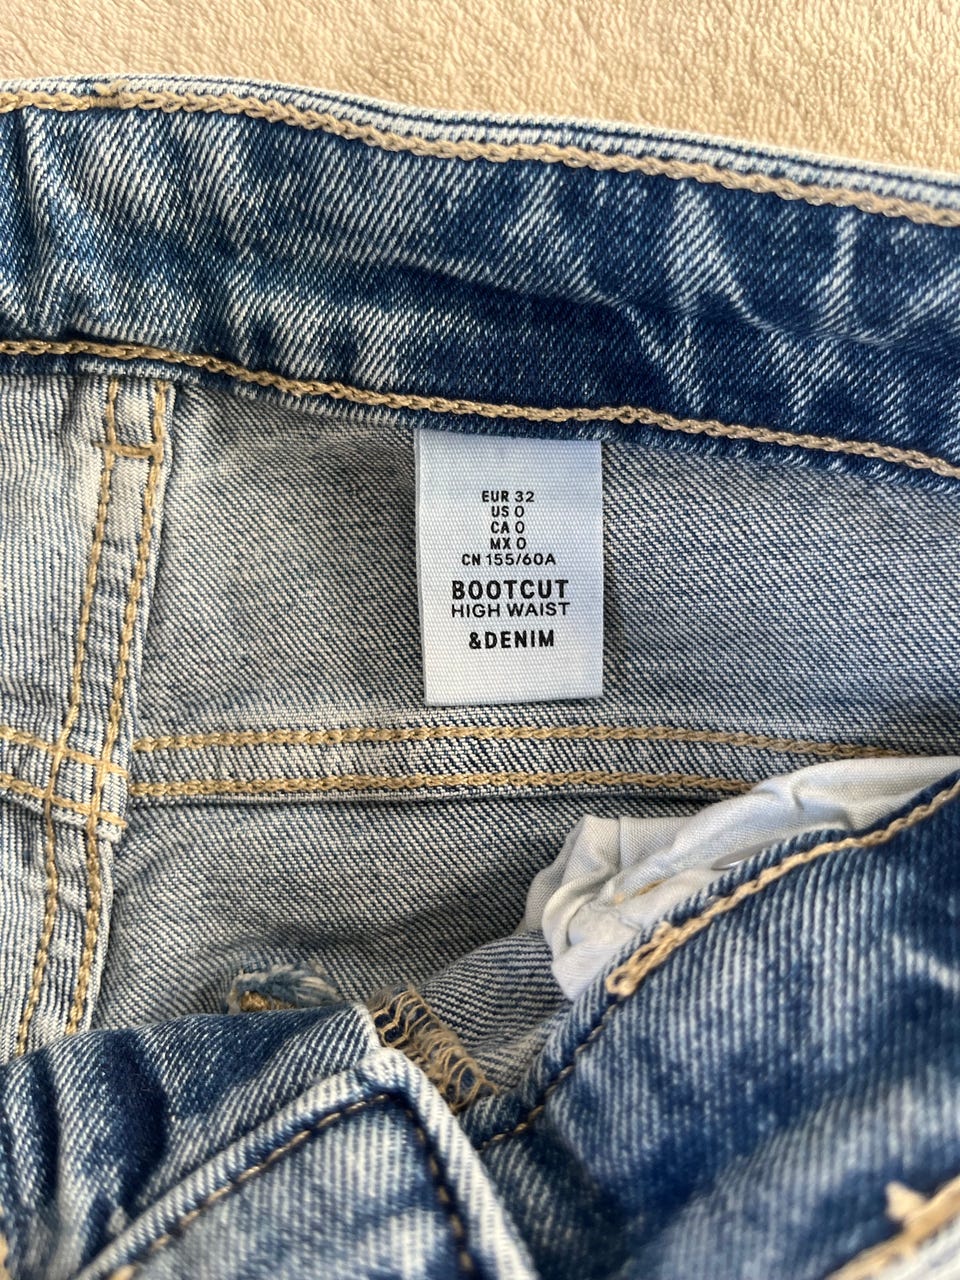 EUR 32
US 0
CA 0
MX 0
CN 155/60A
BOOTCUT
HIGH WAIST
&DENIM